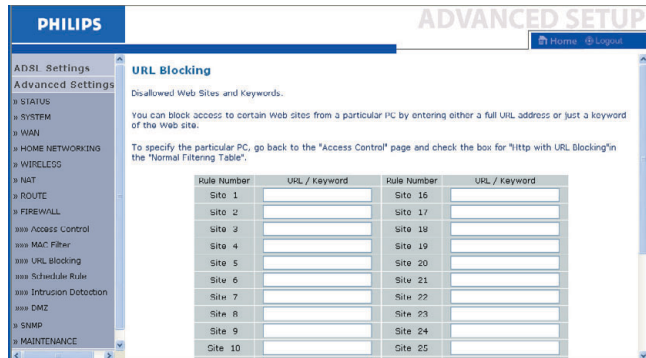 PHILIPS
ADVANCED SETUP
Home Logout
ADSL Settings
Advanced Settings
» STATUS
» SYSTEM
» WAN
» HOME NETWORKING
» WIRELESS
» NAT
» ROUTE
» FIREWALL
»»» Access Control
»»» MAC Filter
»»» URL Blocking
»»» Schedule Rule
»»» Intrusion Detection
»»» DMZ
» SNMP
» MAINTENANCE
URL Blocking
Disallowed Web Sites and Keywords.
You can block access to certain Web sites from a particular PC by entering either a full URL address or just a keyword
of the Web site.
To specify the particular PC, go back to the "Access Control" page and check the box for "Http with URL Blocking"in
the "Normal Filtering Table".
Rule Number URL / Keyword Rule Number URL / Keyword
Site 1 Site 16
Site 2 Site 17
Site 3 Site 18
Site 4 Site 19
Site 5 Site 20
Site 6 Site 21
Site 7 Site 22
Site 8 Site 23
Site 9 Site 24
Site 10 Site 25